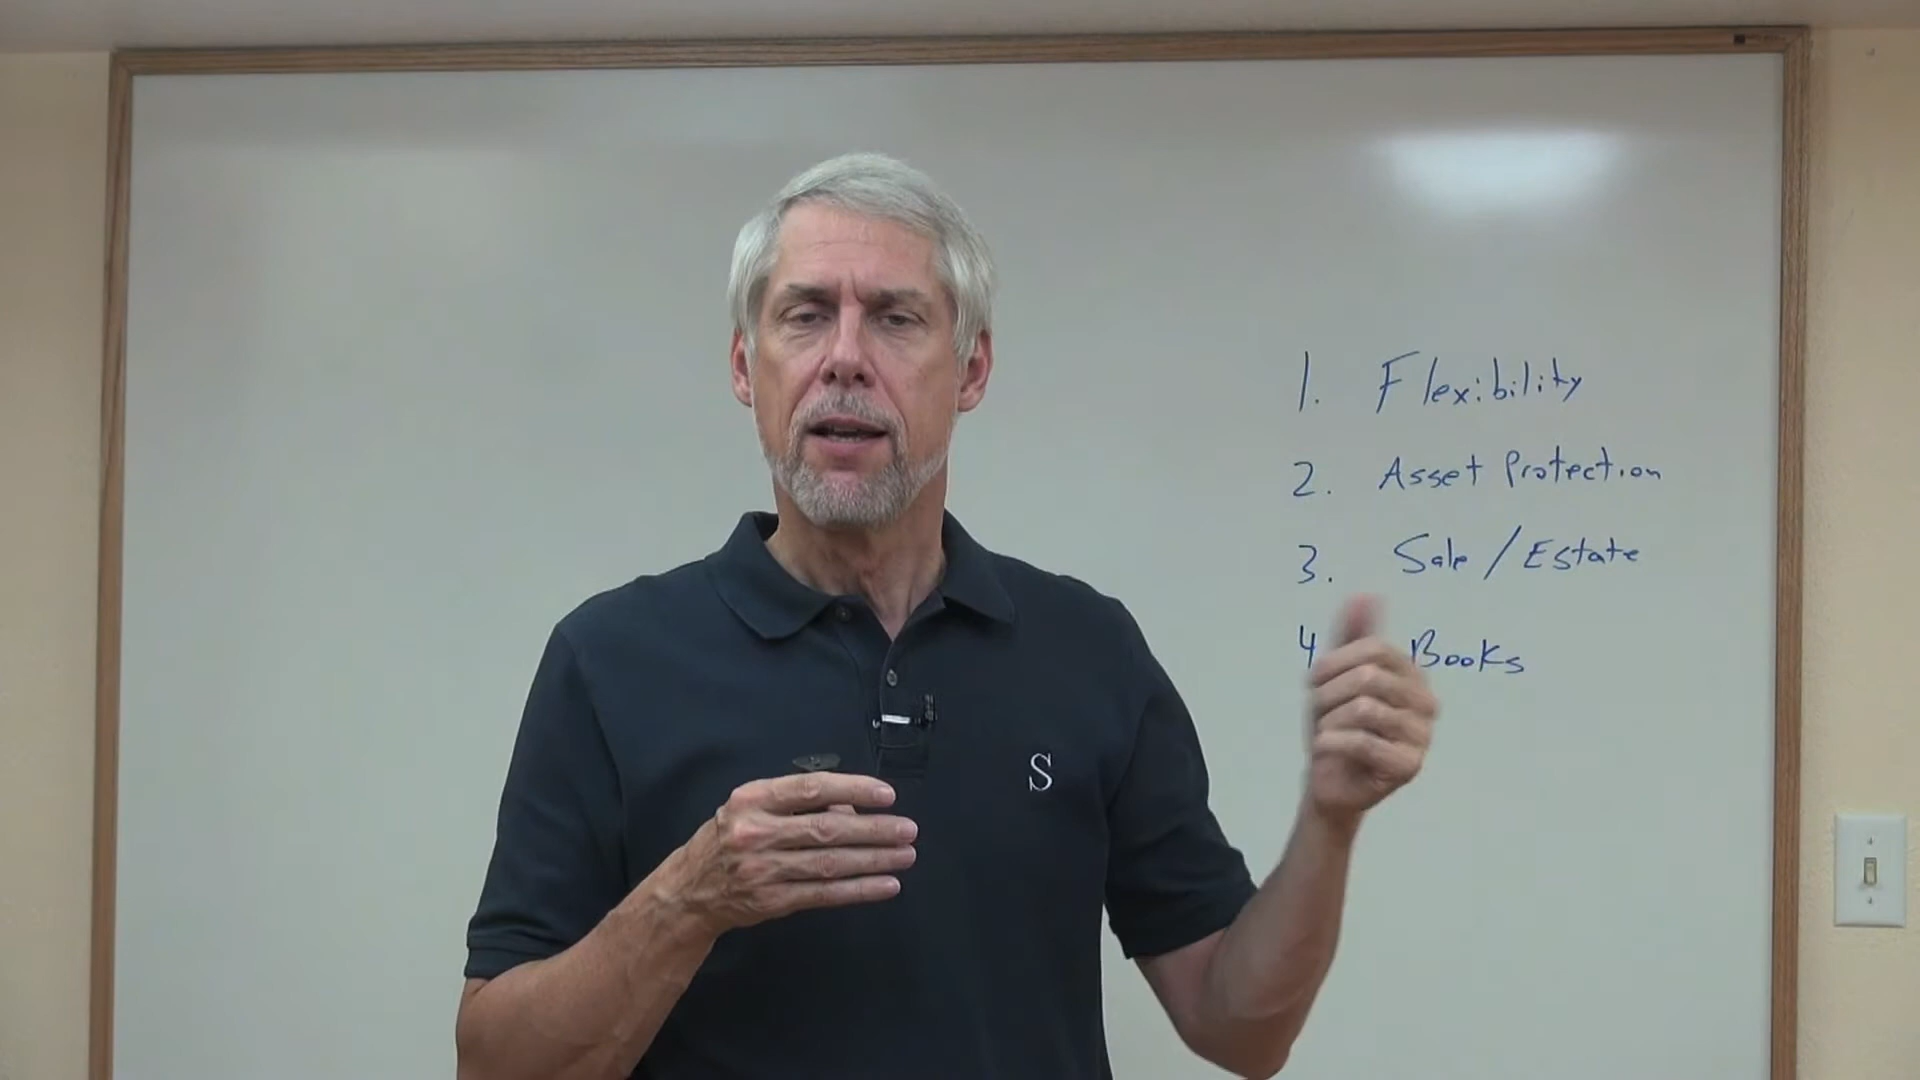 1. Flexibility
2. Asset Protection
3. Sale / Estate
4 Books
S